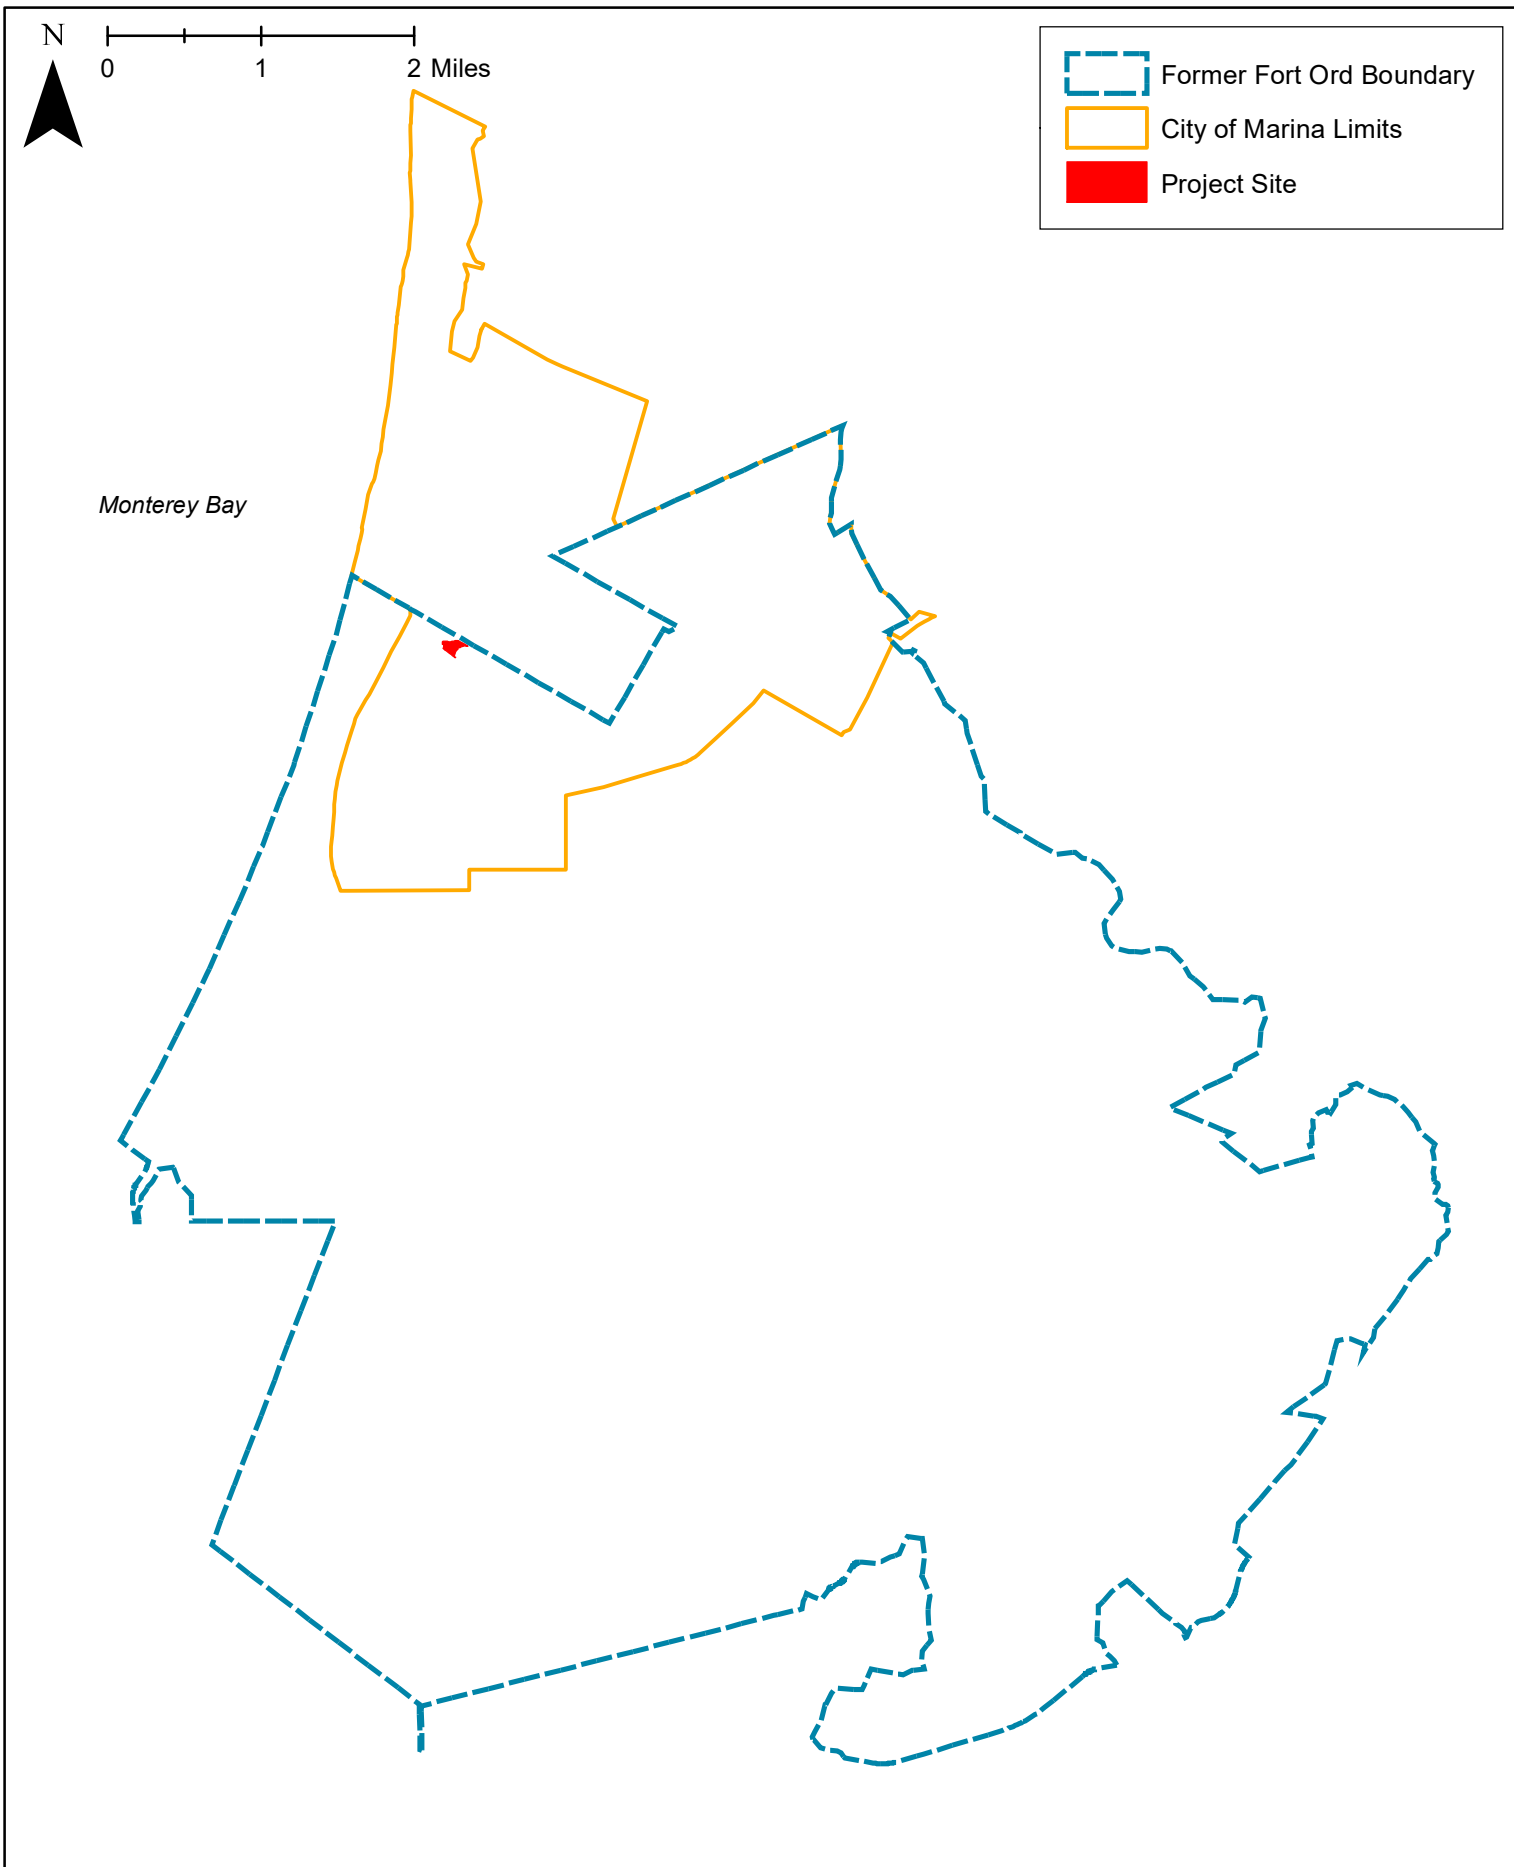 N
0 1 2 Miles
Former Fort Ord Boundary
City of Marina Limits
Project Site
Monterey Bay